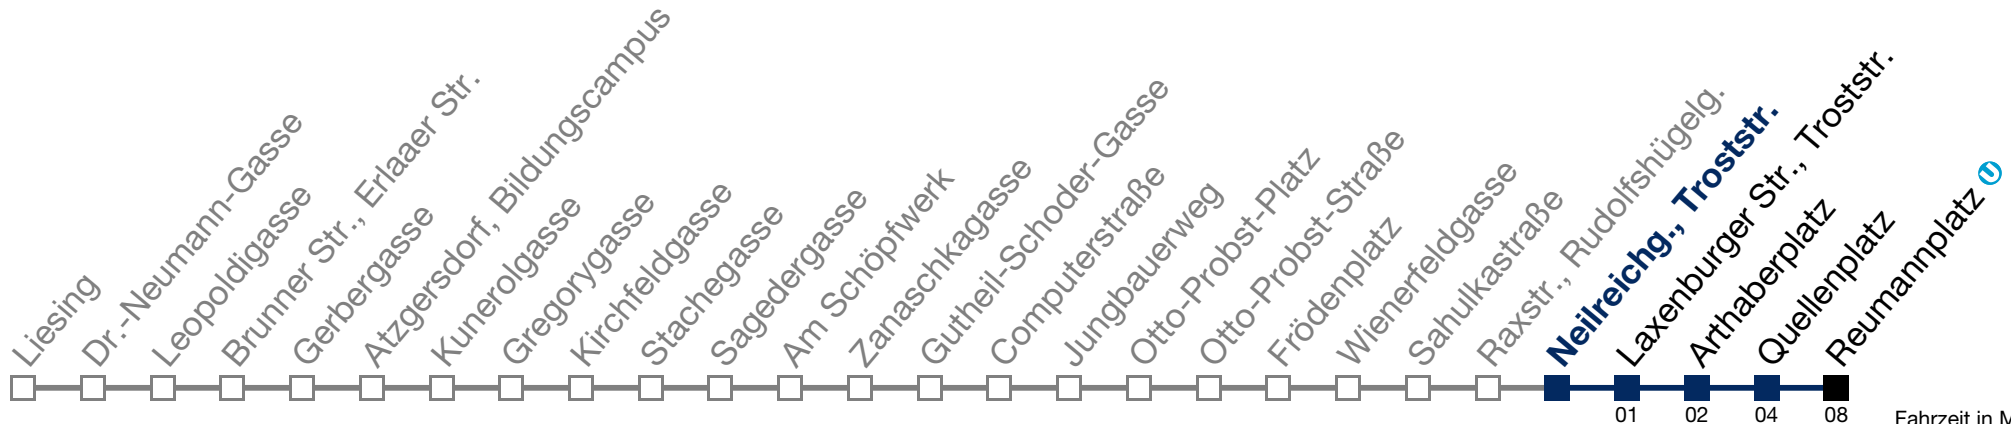 Liesing
Dr.-Neumann-Gasse
Leopoldigasse
Brunner Str., Erlaaer Str.
Gerbergasse
Atzgersdorf, Bildungscampus
Kunerolgasse
Gregorygasse
Kirchfeldgasse
Stachegasse
Sagedergasse
Am Schöpfwerk
Zanaschkagasse
Gutheil-Schoder-Gasse
Computerstraße
Jungbauerweg
Otto-Probst-Platz
Otto-Probst-Straße
Frödenplatz
Wienerfeldgasse
Sahulkastraße
Raxstr., Rudolfshügelg.
Neilreichg., Troststr.
Laxenburger Str., Troststr.
Arthaberplatz
Quellenplatz
Reumannplatz U
01 02 04 08
Fahrzeit in M